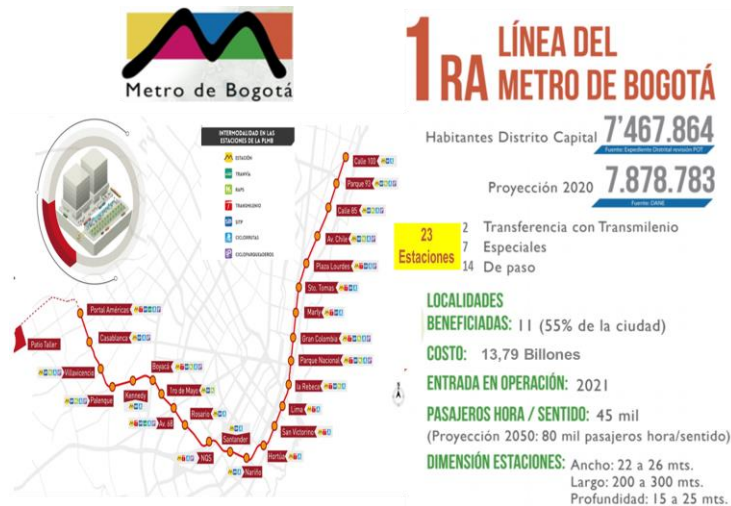 Metro de Bogotá
1RA LÍNEA DEL
METRO DE BOGOTÁ
Habitantes Distrito Capital 7'467.864
Fuente: Expediente Distrital revisión POT
Proyección 2020 7.878.783
Fuente: DANE
23
Estaciones
2 Transferencia con Transmilenio
7 Especiales
14 De paso
LOCALIDADES
BENEFICIADAS: 11 (55% de la ciudad)
COSTO: 13,79 Billones
ENTRADA EN OPERACIÓN: 2021
PASAJEROS HORA / SENTIDO: 45 mil
(Proyección 2050: 80 mil pasajeros hora/sentido)
DIMENSIÓN ESTACIONES: Ancho: 22 a 26 mts.
Largo: 200 a 300 mts.
Profundidad: 15 a 25 mts.
INTERMODALIDAD EN LAS
ESTACIONES DE LA PLMB
ESTACIÓN
TRANVÍA
TRANSMILENIO
SITP
CICLORRUTAS
CICLOPARQUEADEROS
Calle 100
Parque 93
Calle 85
Av. Chile
Plaza Lourdes
Sto. Tomas
Marly
Gran Colombia
Parque Nacional
la Rebeca
Lima
San Victorino
Hortúa
Nariño
Santander
NQS
Rosario
Av. 68
1ro de Mayo
Boyacá
Kennedy
Palenque
Villavicencio
Casablanca
Portal Américas
Patio Taller